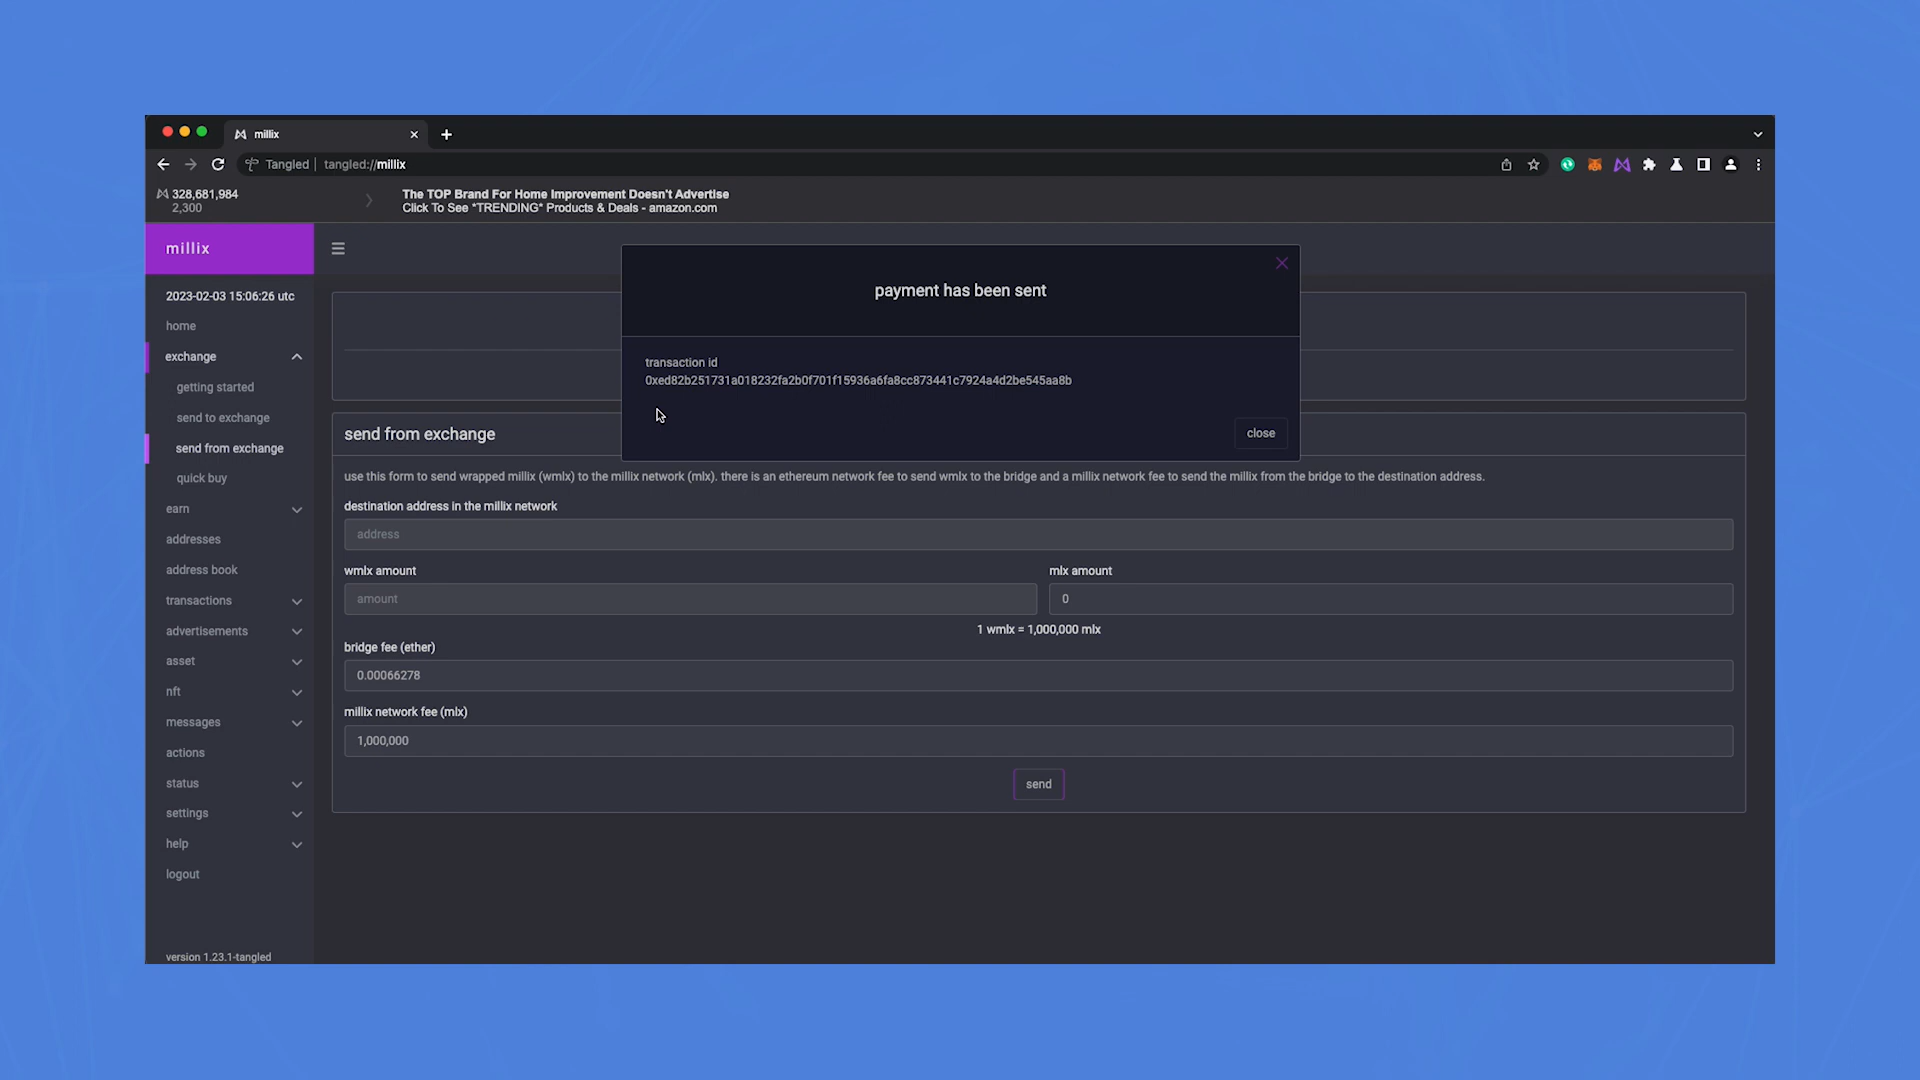 millix
Tangled | tangled://millix
328,681,984
2,300
The TOP Brand For Home Improvement Doesn't Advertise
Click To See *TRENDING* Products & Deals - amazon.com
millix
payment has been sent
transaction id
0xed82b251731a018232fa2b0f701f15936a6fa8cc873441c7924a4d2be545aa8b
close
2023-02-03 15:06:26 utc
home
exchange
getting started
send to exchange
send from exchange
quick buy
earn
addresses
address book
transactions
advertisements
asset
nft
messages
actions
status
settings
help
logout
version 1.23.1-tangled
send from exchange
use this form to send wrapped millix (wmlx) to the millix network (mlx). there is an ethereum network fee to send wmlx to the bridge and a millix network fee to send the millix from the bridge to the destination address.
destination address in the millix network
address
wmlx amount
mlx amount
amount
0
1 wmlx = 1,000,000 mlx
bridge fee (ether)
0.00066278
millix network fee (mlx)
1,000,000
send